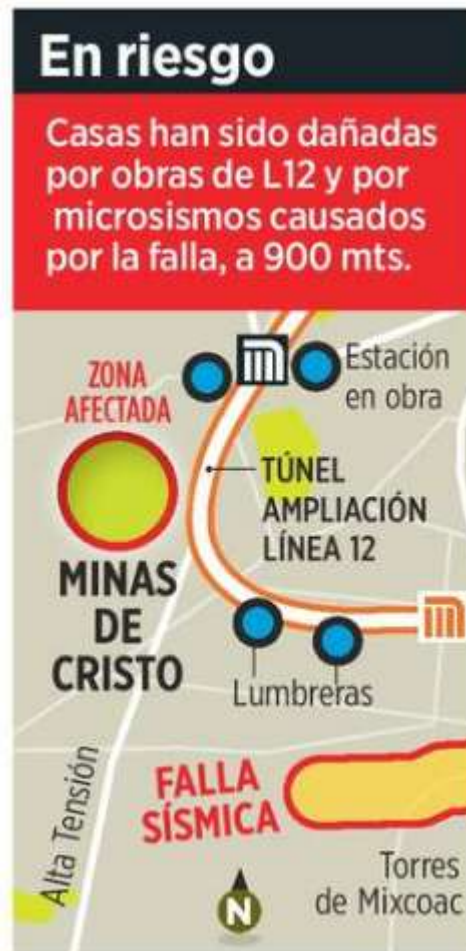 En riesgo
Casas han sido dañadas
por obras de L12 y por
microsismos causados
por la falla, a 900 mts.
ZONA
AFECTADA
Estación
en obra
TÚNEL
AMPLIACIÓN
LÍNEA 12
MINAS
DE
CRISTO
Lumbreras
Alta Tensión
FALLA
SÍSMICA
Torres
de Mixcoac
N